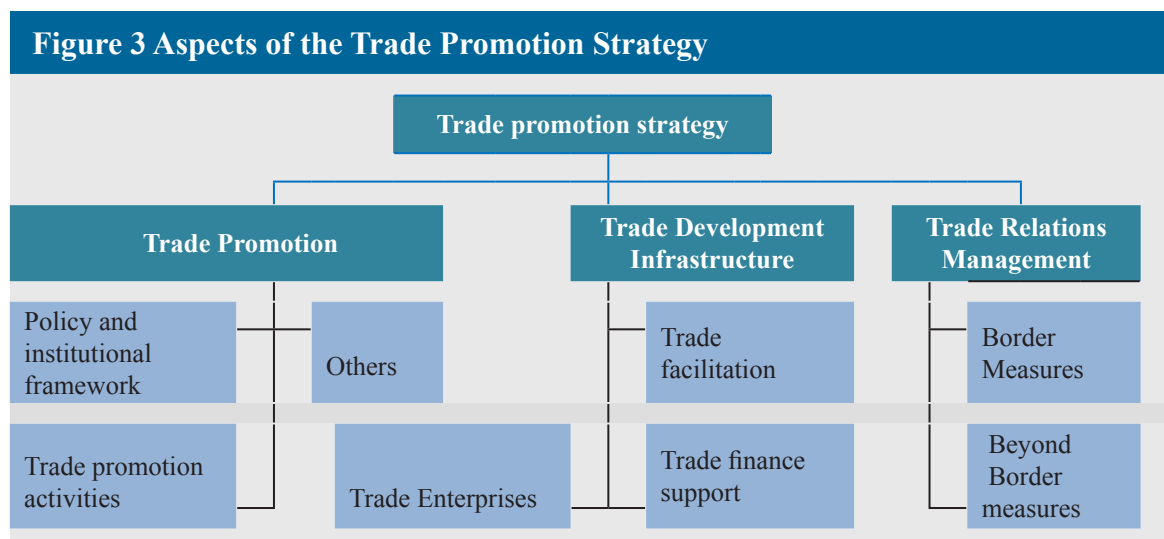 Figure 3 Aspects of the Trade Promotion Strategy
Trade promotion strategy
Trade Promotion
Trade Development
Infrastructure
Trade Relations
Management
Policy and
institutional
framework
Others
Trade
facilitation
Border
Measures
Trade promotion
activities
Trade Enterprises
Trade finance
support
Beyond
Border
measures